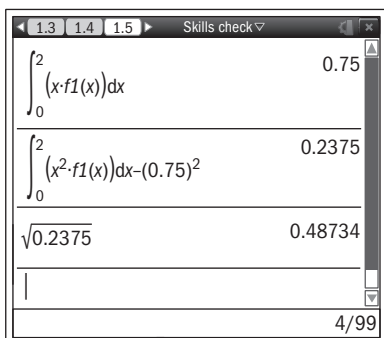 1.3 1.4 1.5 Skills check
∫₀² (x·f1(x))dx 0.75
∫₀² (x²·f1(x))dx–(0.75)² 0.2375
√0.2375 0.48734
4/99